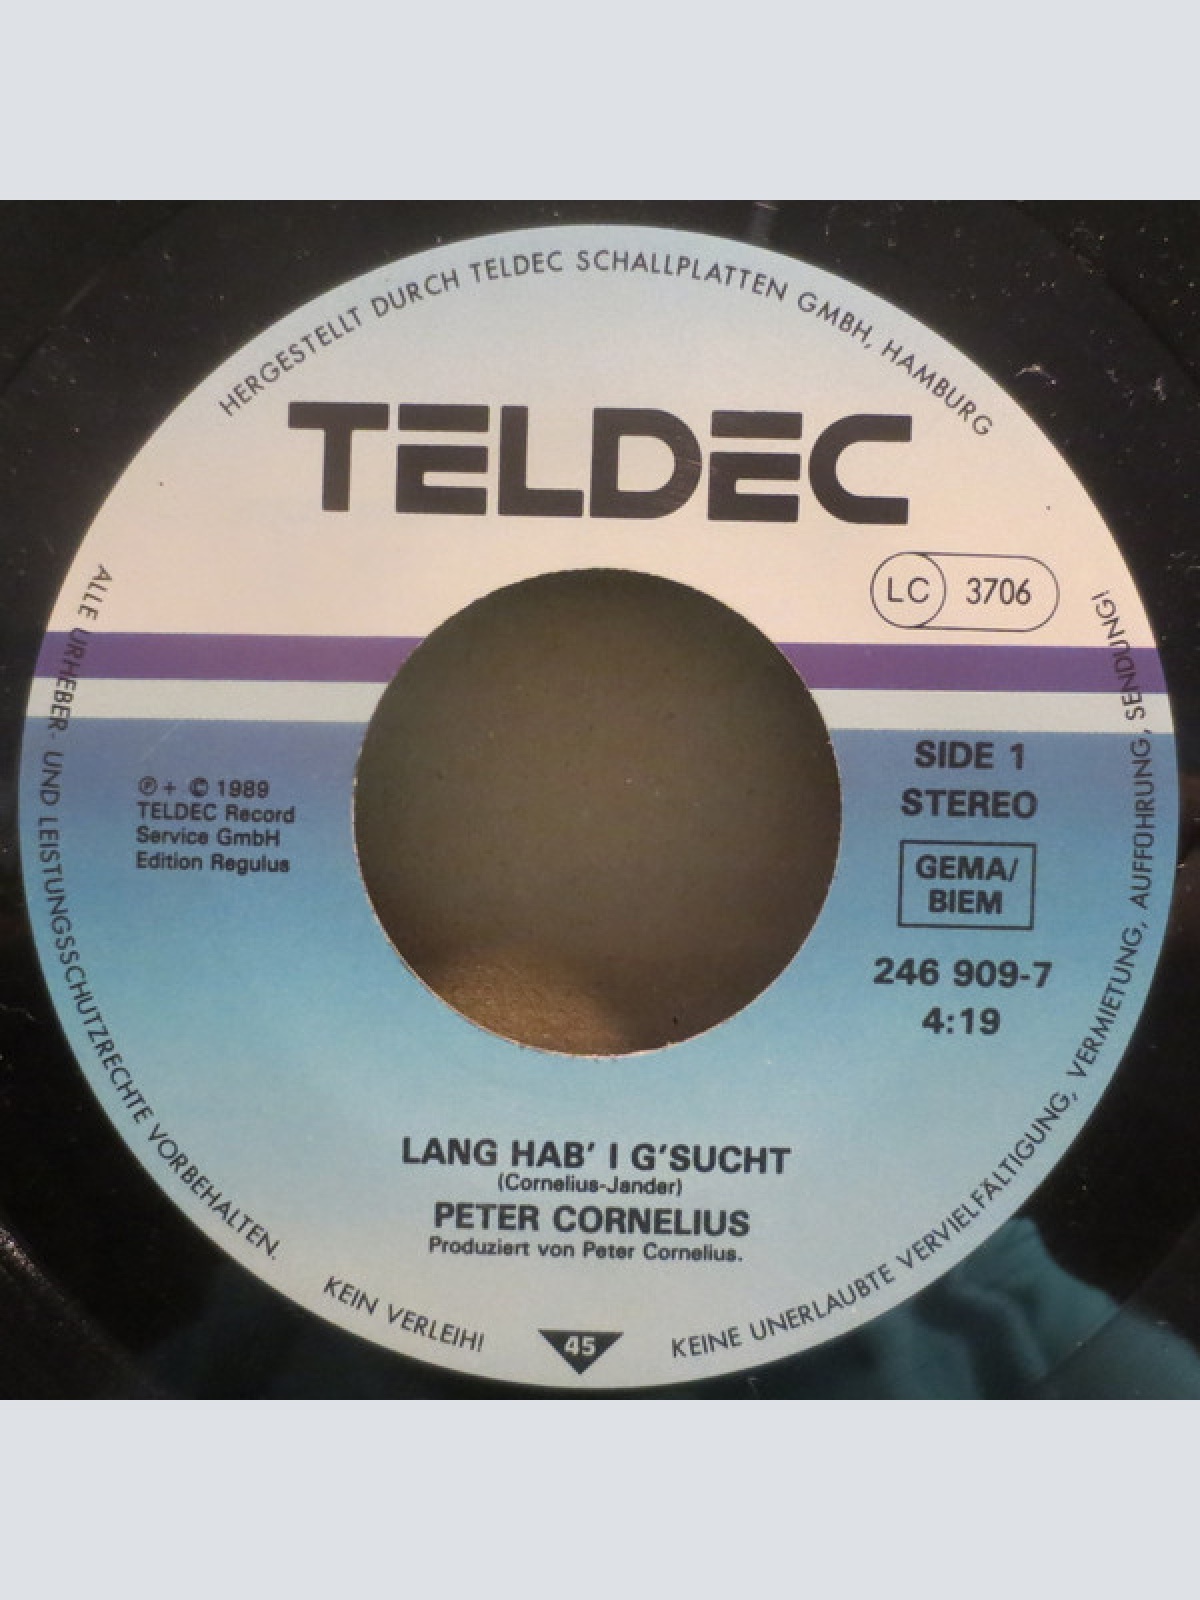 HERGESTELLT DURCH TELDEC SCHALLPLATTEN GMBH, HAMBURG
TELDEC
LC 3706
SIDE 1
STEREO
GEMA/
BIEM
246 909-7
4:19
℗ + © 1989
TELDEC Record
Service GmbH
Edition Regulus
LANG HAB' I G'SUCHT
(Cornelius-Jander)
PETER CORNELIUS
Produziert von Peter Cornelius.
45
ALLE URHEBER- UND LEISTUNGSSCHUTZRECHTE VORBEHALTEN. KEIN VERLEIH! KEINE UNERLAUBTE VERVIELFÄLTIGUNG, VERMIETUNG, AUFFÜHRUNG, SENDUNG!